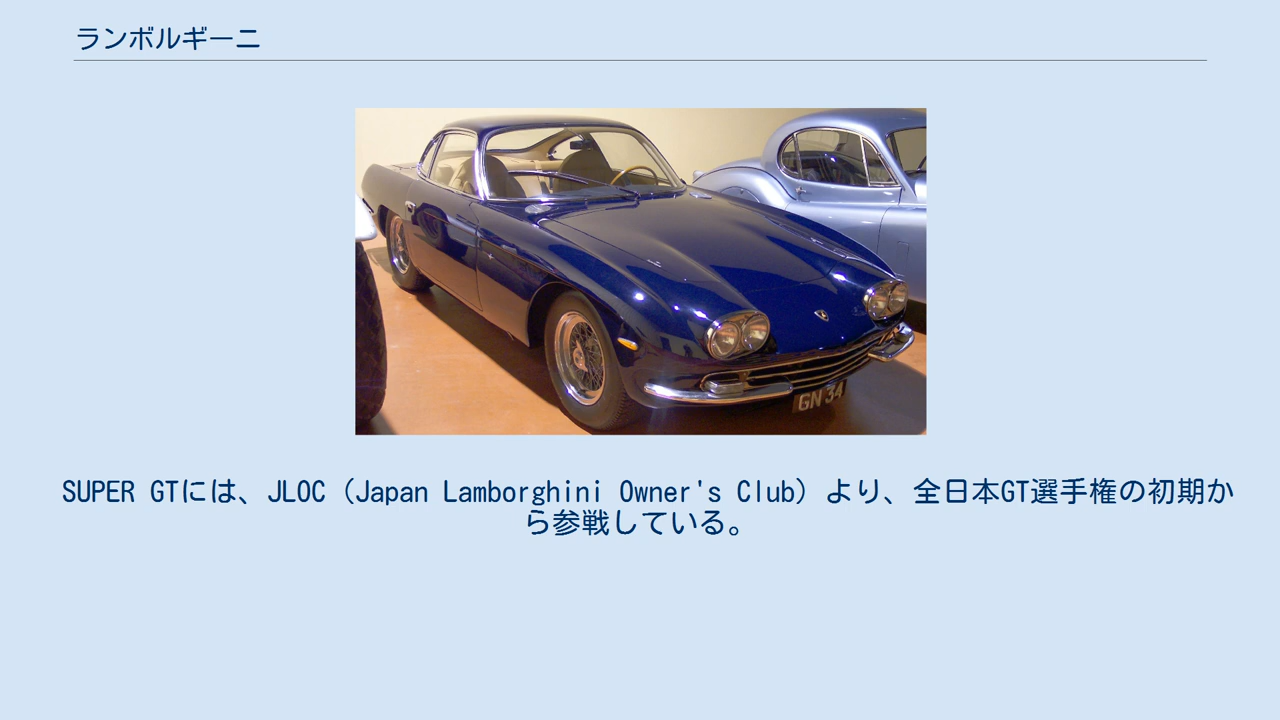 ランボルギーニ
GN 34
SUPER GTには、JLOC（Japan Lamborghini Owner's Club）より、全日本GT選手権の初期か
ら参戦している。